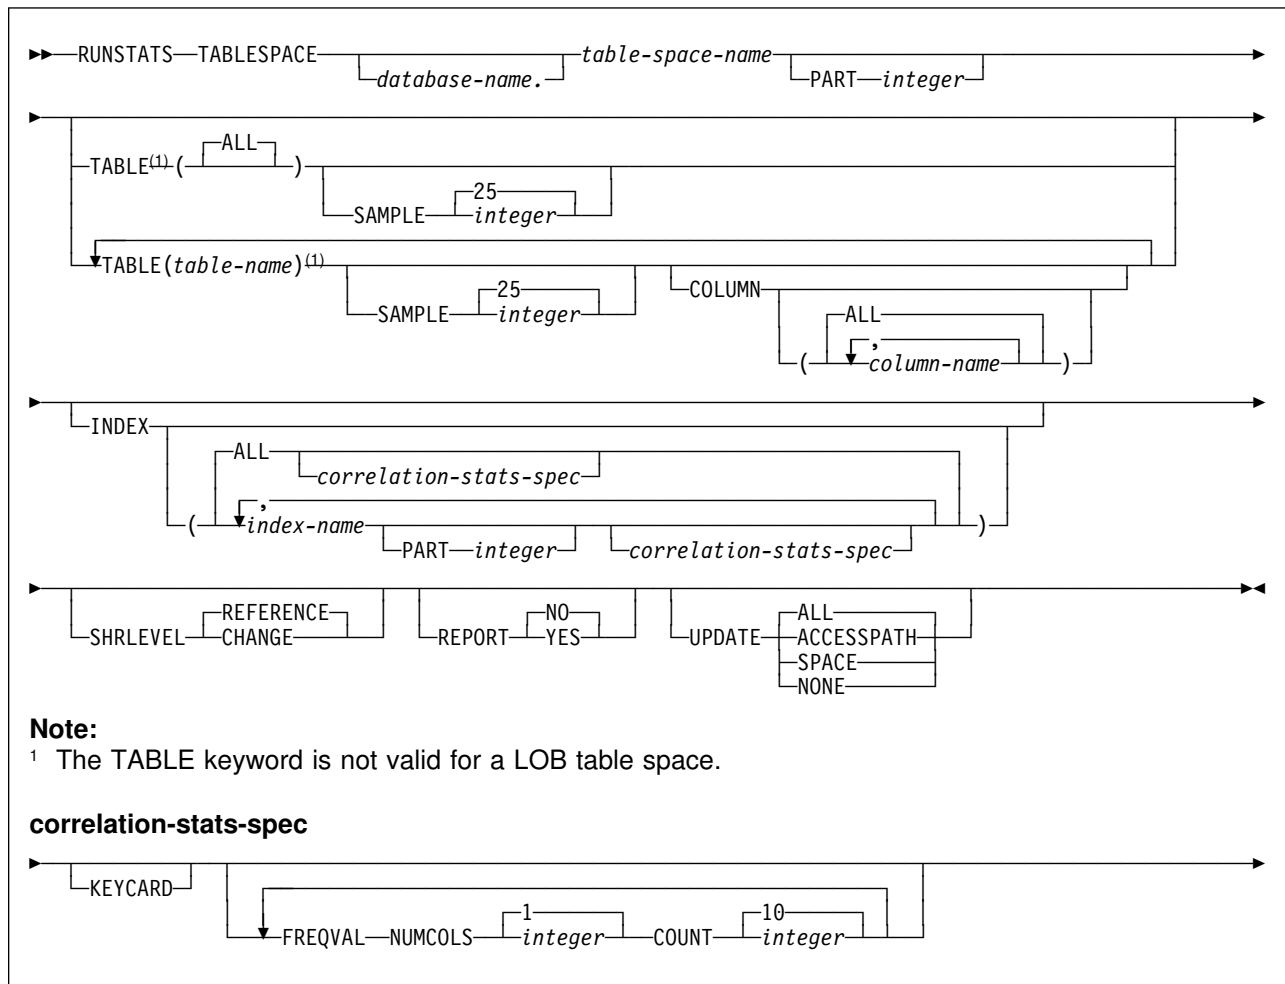 RUNSTATS TABLESPACE database-name. table-space-name PART integer
TABLE(1) ( ALL ) SAMPLE 25 integer
TABLE(table-name)(1) SAMPLE 25 integer COLUMN ( ALL , column-name )
INDEX ( ALL correlation-stats-spec , index-name PART integer correlation-stats-spec )
SHRLEVEL REFERENCE CHANGE REPORT NO YES UPDATE ALL ACCESSPATH SPACE NONE
Note:
1 The TABLE keyword is not valid for a LOB table space.
correlation-stats-spec
KEYCARD FREQVAL NUMCOLS 1 integer COUNT 10 integer